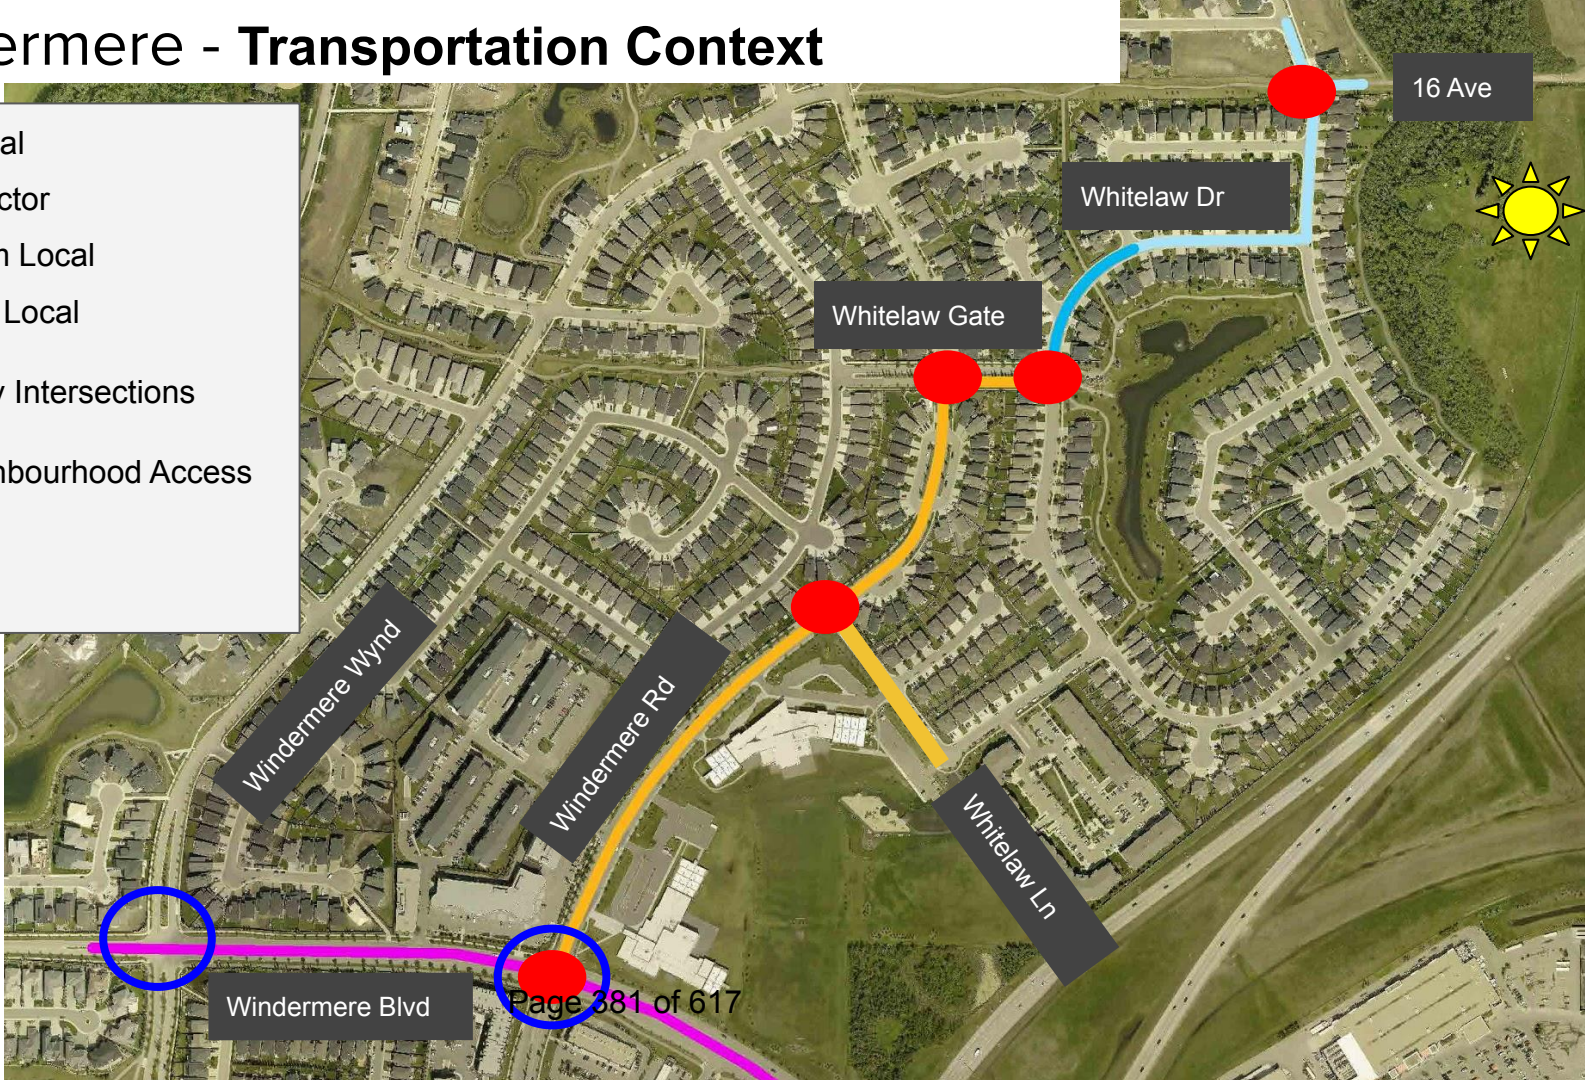 ermere - Transportation Context
al
ctor
n Local
Local
y Intersections
nbourhood Access
16 Ave
Whitelaw Dr
Whitelaw Gate
Windermere Wynd
Windermere Rd
Whitelaw Ln
Windermere Blvd
Page 381 of 617